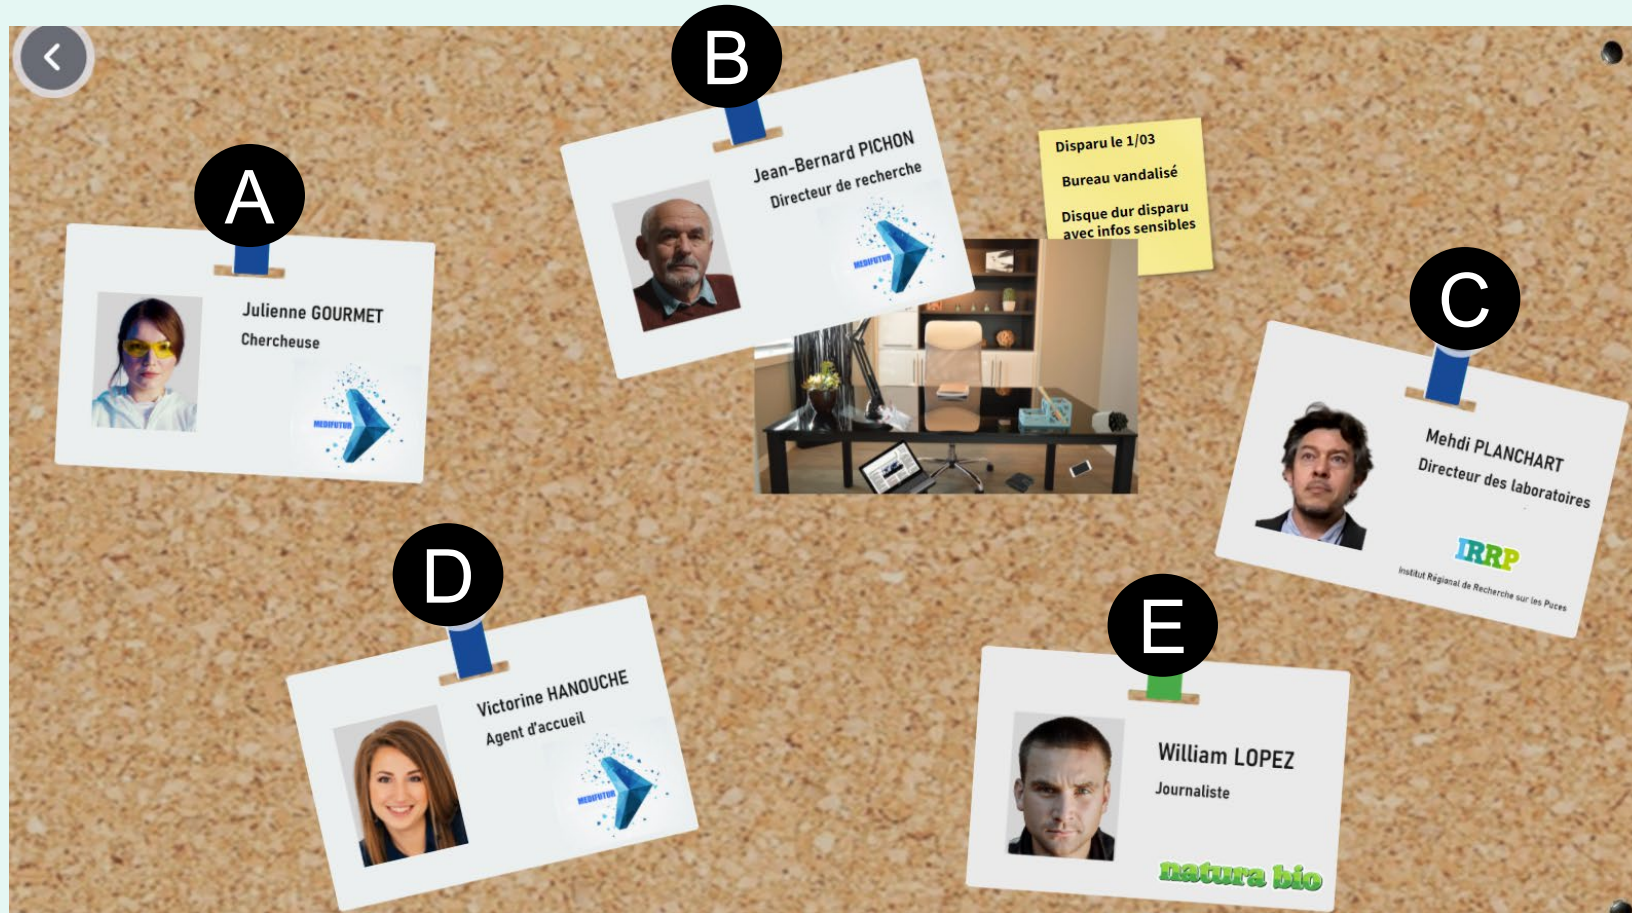 A
Julienne GOURMET
Chercheuse
MEDIFUTUR
B
Jean-Bernard PICHON
Directeur de recherche
MEDIFUTUR
Disparu le 1/03
Bureau vandalisé
Disque dur disparu
avec infos sensibles
C
Mehdi PLANCHART
Directeur des laboratoires
IRRP
Institut Régional de Recherche sur les Puces
D
Victorine HANOUCHE
Agent d'accueil
MEDIFUTUR
E
William LOPEZ
Journaliste
natura bio